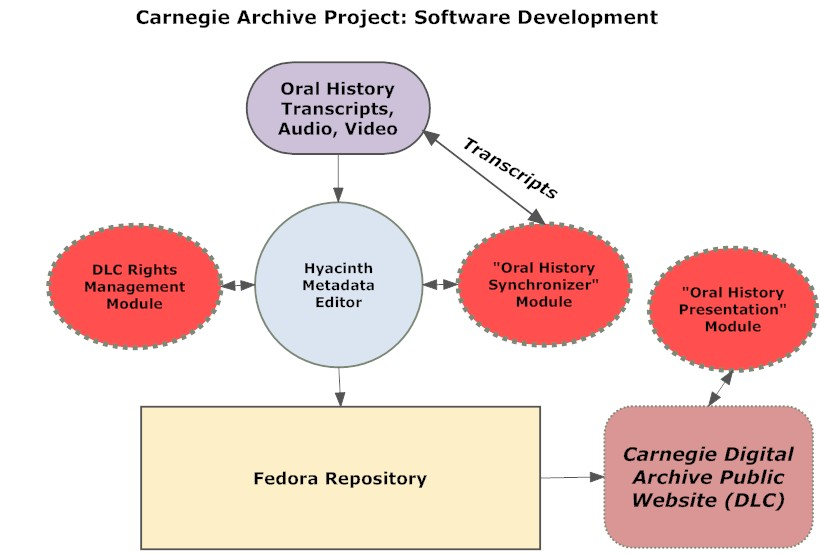 Carnegie Archive Project: Software Development
Oral History
Transcripts,
Audio, Video
Transcripts
DLC Rights
Management
Module
Hyacinth
Metadata
Editor
"Oral History
Synchronizer"
Module
"Oral History
Presentation"
Module
Fedora Repository
Carnegie Digital
Archive Public
Website (DLC)